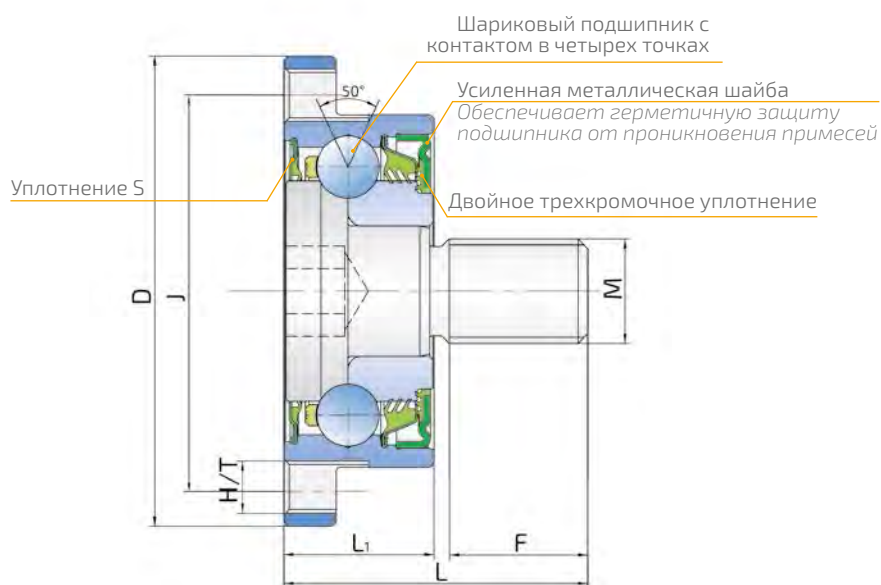 Шариковый подшипник с
контактом в четырех точках
50°
Усиленная металлическая шайба
Обеспечивает герметичную защиту
подшипника от проникновения примесей
Уплотнение S
Двойное трехкромочное уплотнение
D
J
M
H/T
L₁
F
L